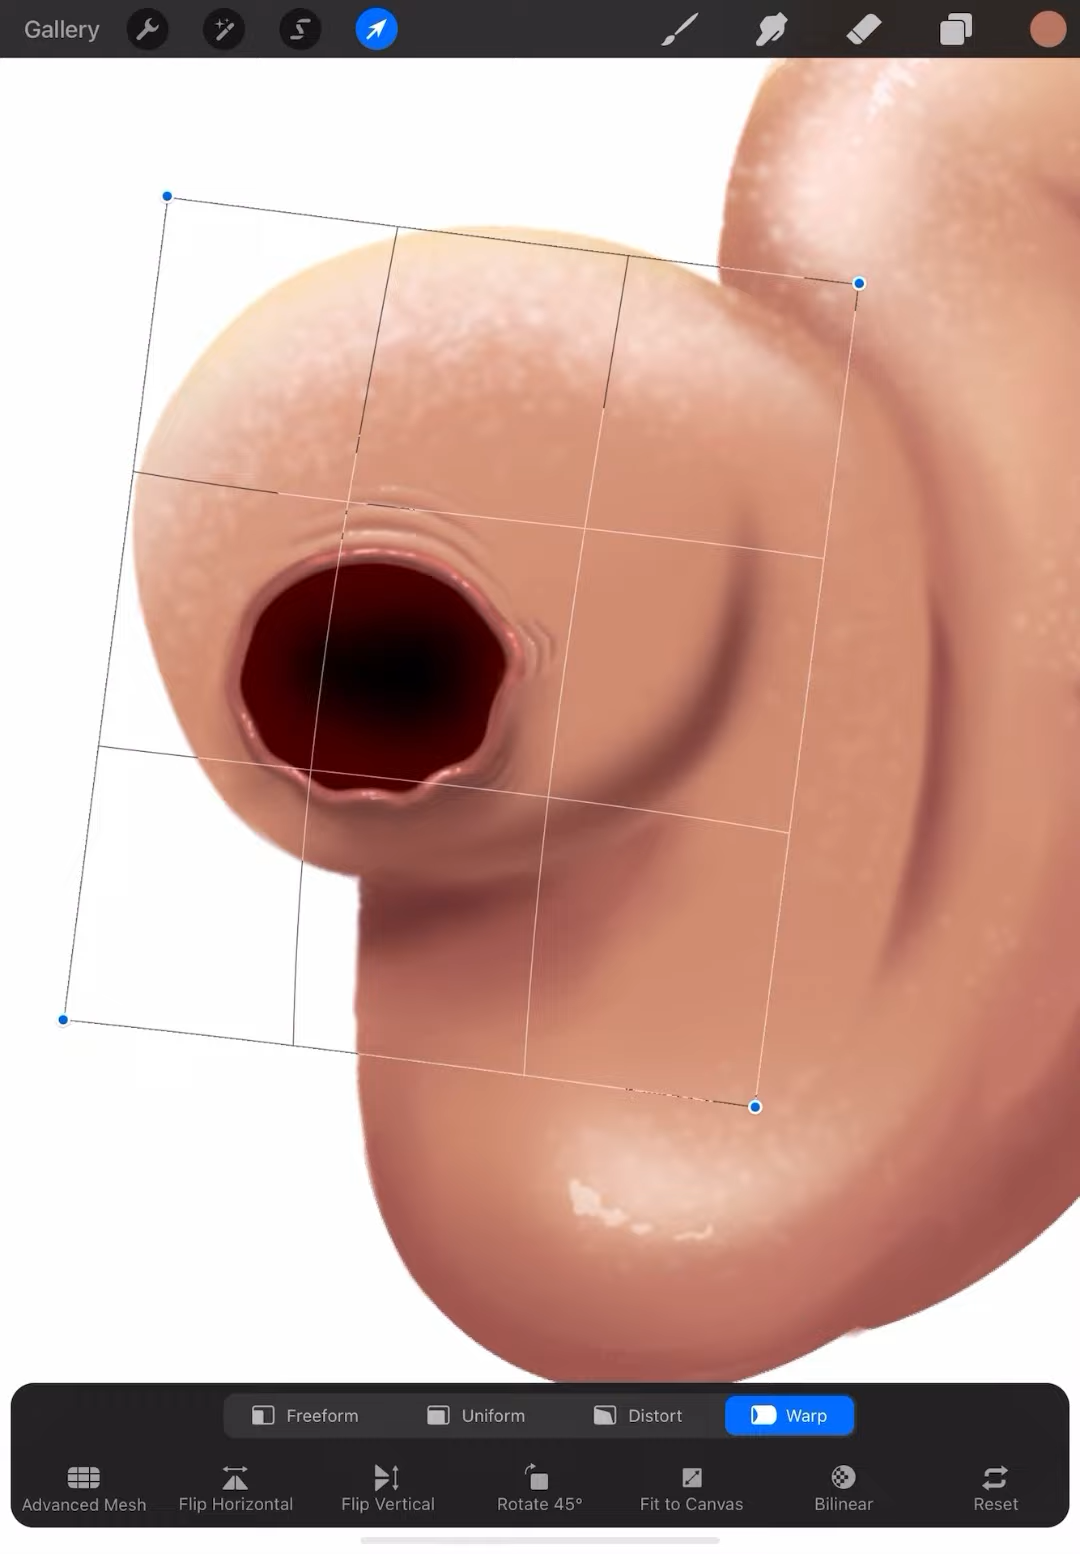 Gallery
Freeform Uniform Distort Warp
Advanced Mesh Flip Horizontal Flip Vertical Rotate 45° Fit to Canvas Bilinear Reset